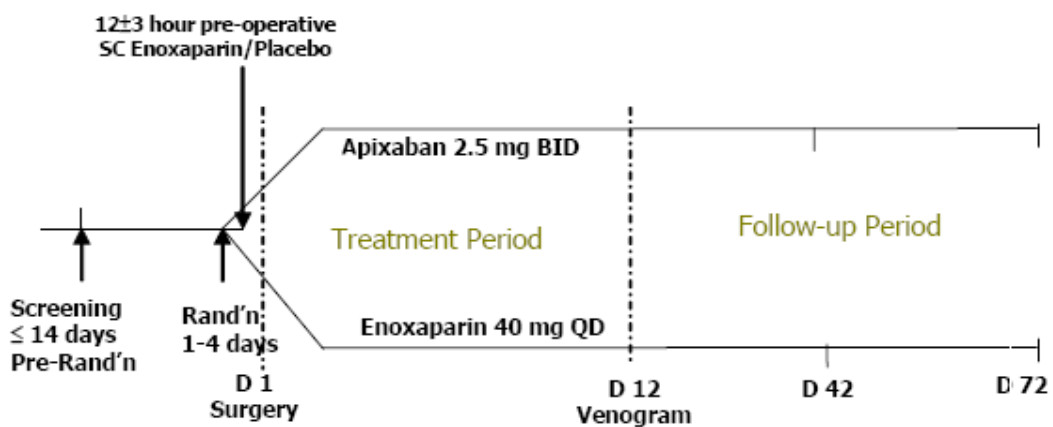 12±3 hour pre-operative
SC Enoxaparin/Placebo
Apixaban 2.5 mg BID
Treatment Period
Follow-up Period
Enoxaparin 40 mg QD
Screening
≤ 14 days
Pre-Rand'n
Rand'n
1-4 days
D 1
Surgery
D 12
Venogram
D 42
D 72